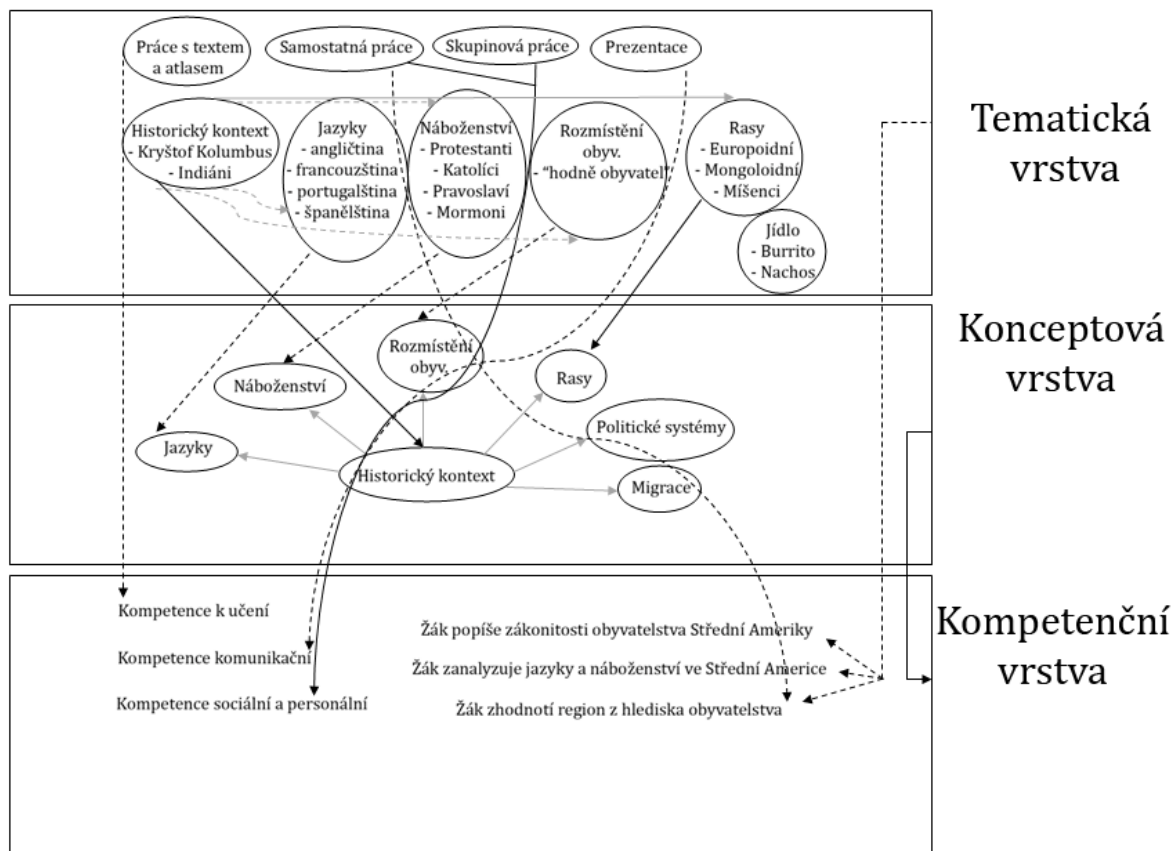 Práce s textem
a atlasem
Samostatná práce
Skupinová práce
Prezentace
Historický kontext
- Kryštof Kolumbus
- Indiáni
Jazyky
- angličtina
- francouzština
- portugalština
- španělština
Náboženství
- Protestanti
- Katolíci
- Pravoslaví
- Mormoni
Rozmístění
obyv.
- “hodně obyvatel”
Rasy
- Europoidní
- Mongoloidní
- Míšenci
Jídlo
- Burrito
- Nachos
Tematická
vrstva
Rozmístění
obyv.
Náboženství
Rasy
Jazyky
Historický kontext
Politické systémy
Migrace
Konceptová
vrstva
Kompetence k učení
Kompetence komunikační
Kompetence sociální a personální
Žák popíše zákonitosti obyvatelstva Střední Ameriky
Žák zanalyzuje jazyky a náboženství ve Střední Americe
Žák zhodnotí region z hlediska obyvatelstva
Kompetenční
vrstva